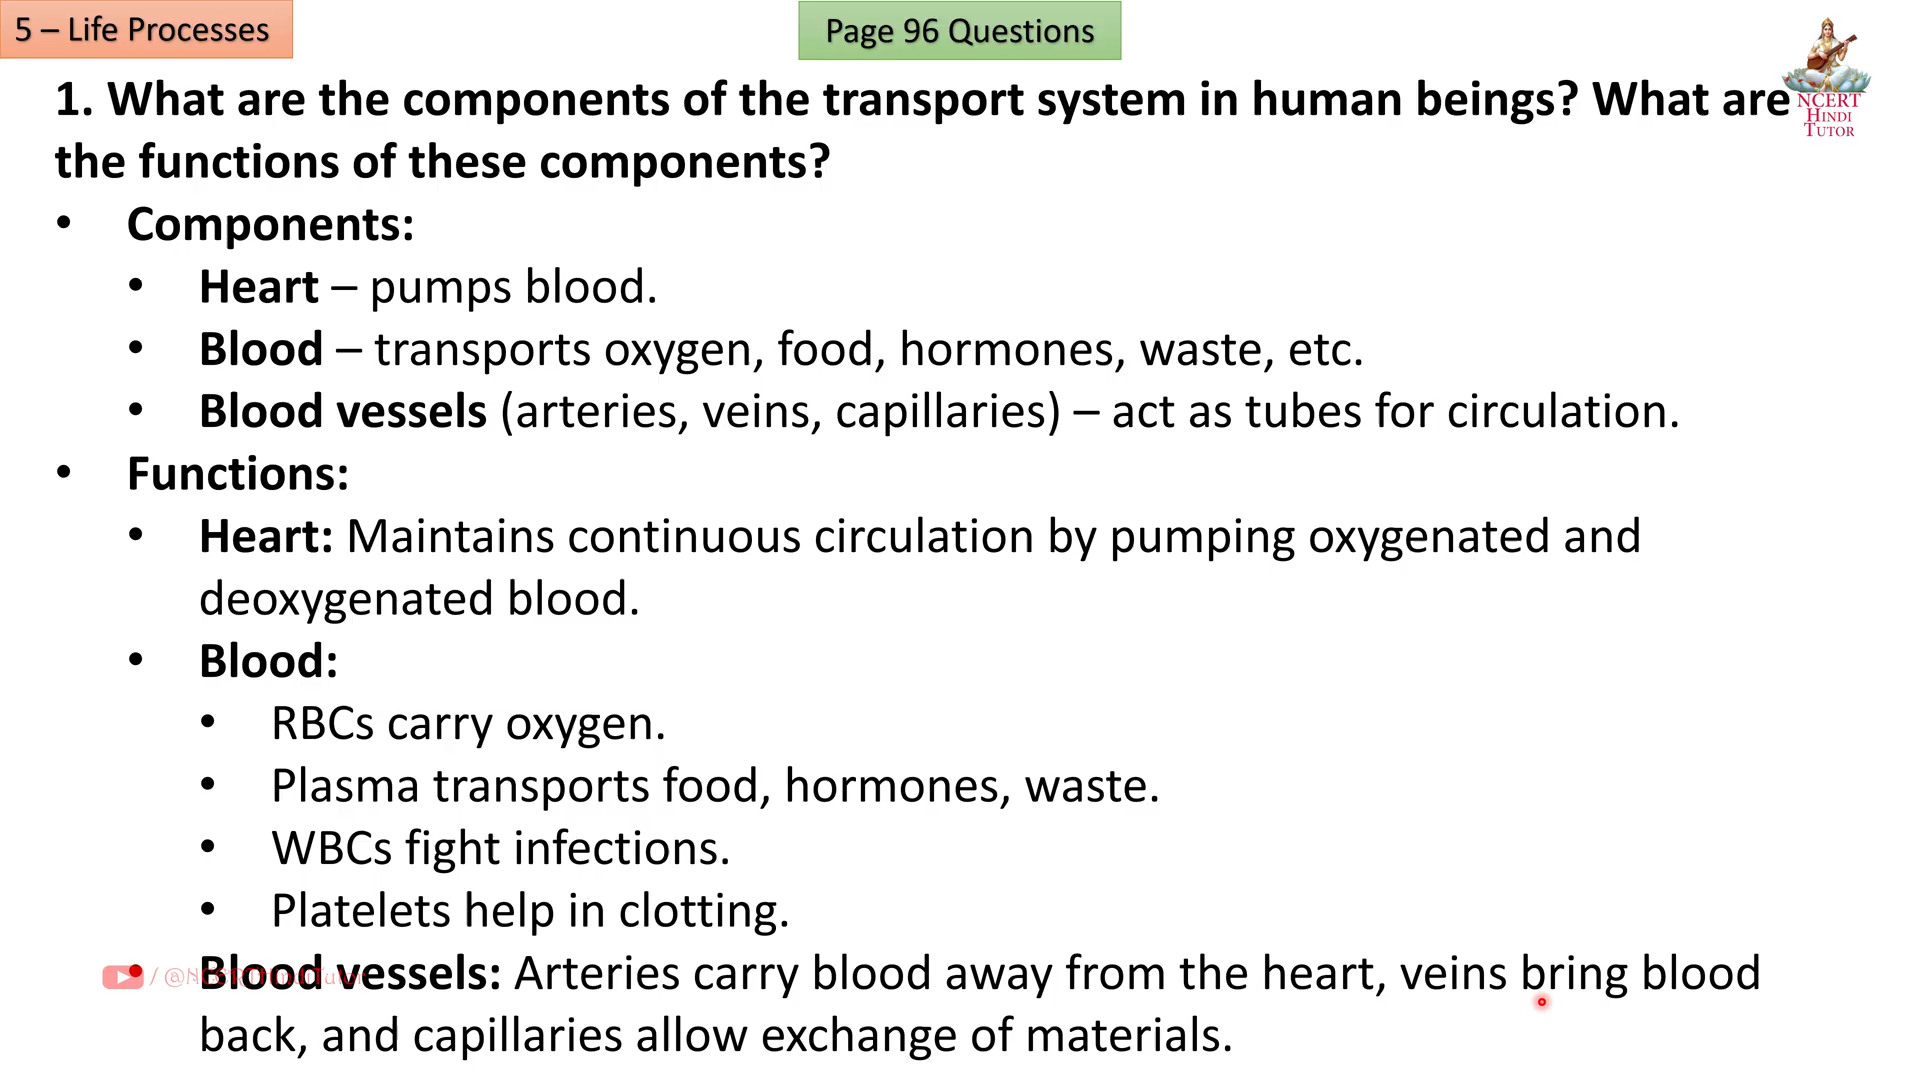 5 – Life Processes
Page 96 Questions
1. What are the components of the transport system in human beings? What are
the functions of these components?
NCERT
HINDI
TUTOR
• Components:
• Heart – pumps blood.
• Blood – transports oxygen, food, hormones, waste, etc.
• Blood vessels (arteries, veins, capillaries) – act as tubes for circulation.
• Functions:
• Heart: Maintains continuous circulation by pumping oxygenated and
deoxygenated blood.
• Blood:
• RBCs carry oxygen.
• Plasma transports food, hormones, waste.
• WBCs fight infections.
• Platelets help in clotting.
/ @NCERTHindiTutor
• Blood vessels: Arteries carry blood away from the heart, veins bring blood
back, and capillaries allow exchange of materials.